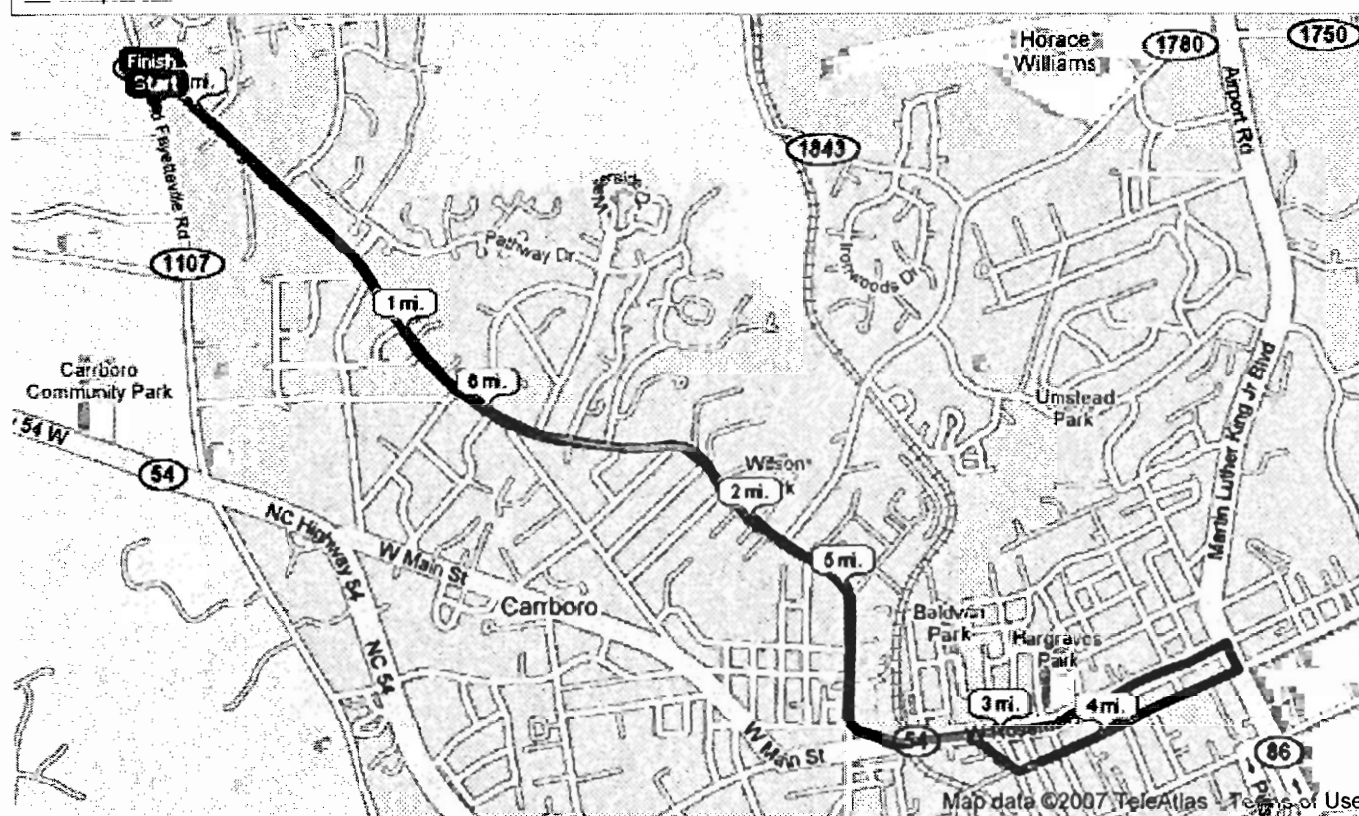 Finish
Start
mi.
Fayetteville Rd
1107
Horace
Williams
1780
1750
Airport Rd
1843
Pathway Dr
Ironwoods Dr
1 mi.
6 mi.
Carrboro
Community Park
54 W
54
NC Highway 54
W Main St
NC 54
Carrboro
Wilson
2 mi.
5 mi.
Umstead
Park
Martin Luther King Jr Blvd
Baldwin
Park
Hargraves
Park
3 mi.
4 mi.
54
W Main St
86
Map data ©2007 TeleAtlas - Terms of Use